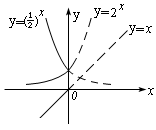 y=(1/2)^x
y
y=2^x
y=x
0
x